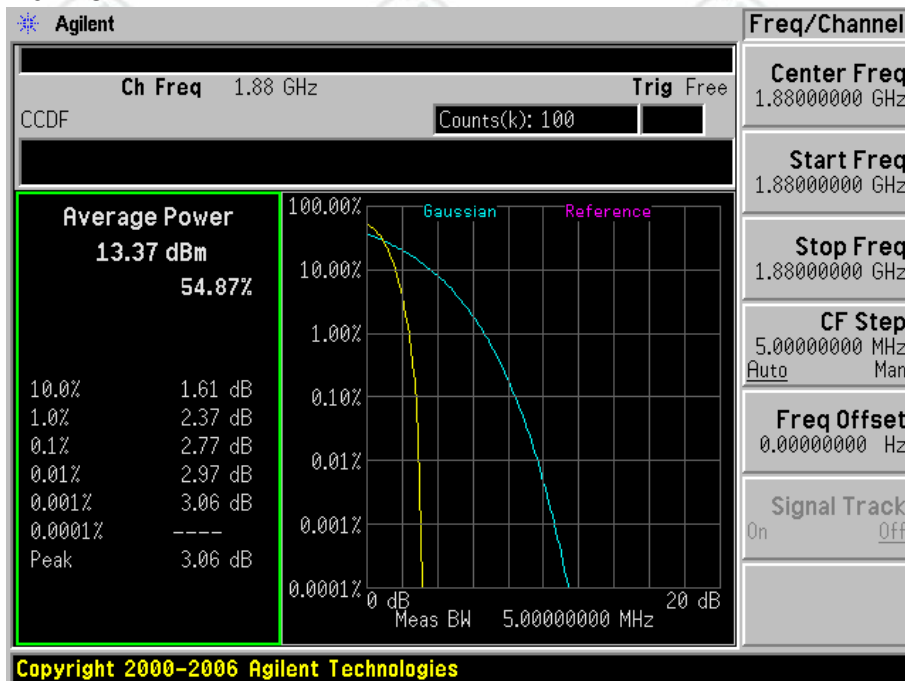 Agilent
Freq/Channel
Ch Freq 1.88 GHz
Trig Free
CCDF
Counts(k): 100
Average Power
13.37 dBm
54.87%
10.0% 1.61 dB
1.0% 2.37 dB
0.1% 2.77 dB
0.01% 2.97 dB
0.001% 3.06 dB
0.0001% ----
Peak 3.06 dB
Gaussian
Reference
100.00%
10.00%
1.00%
0.10%
0.01%
0.001%
0.0001%
0 dB
20 dB
Meas BW 5.00000000 MHz
Center Freq
1.88000000 GHz
Start Freq
1.88000000 GHz
Stop Freq
1.88000000 GHz
CF Step
5.00000000 MHz
Auto Man
Freq Offset
0.00000000 Hz
Signal Track
On Off
Copyright 2000-2006 Agilent Technologies